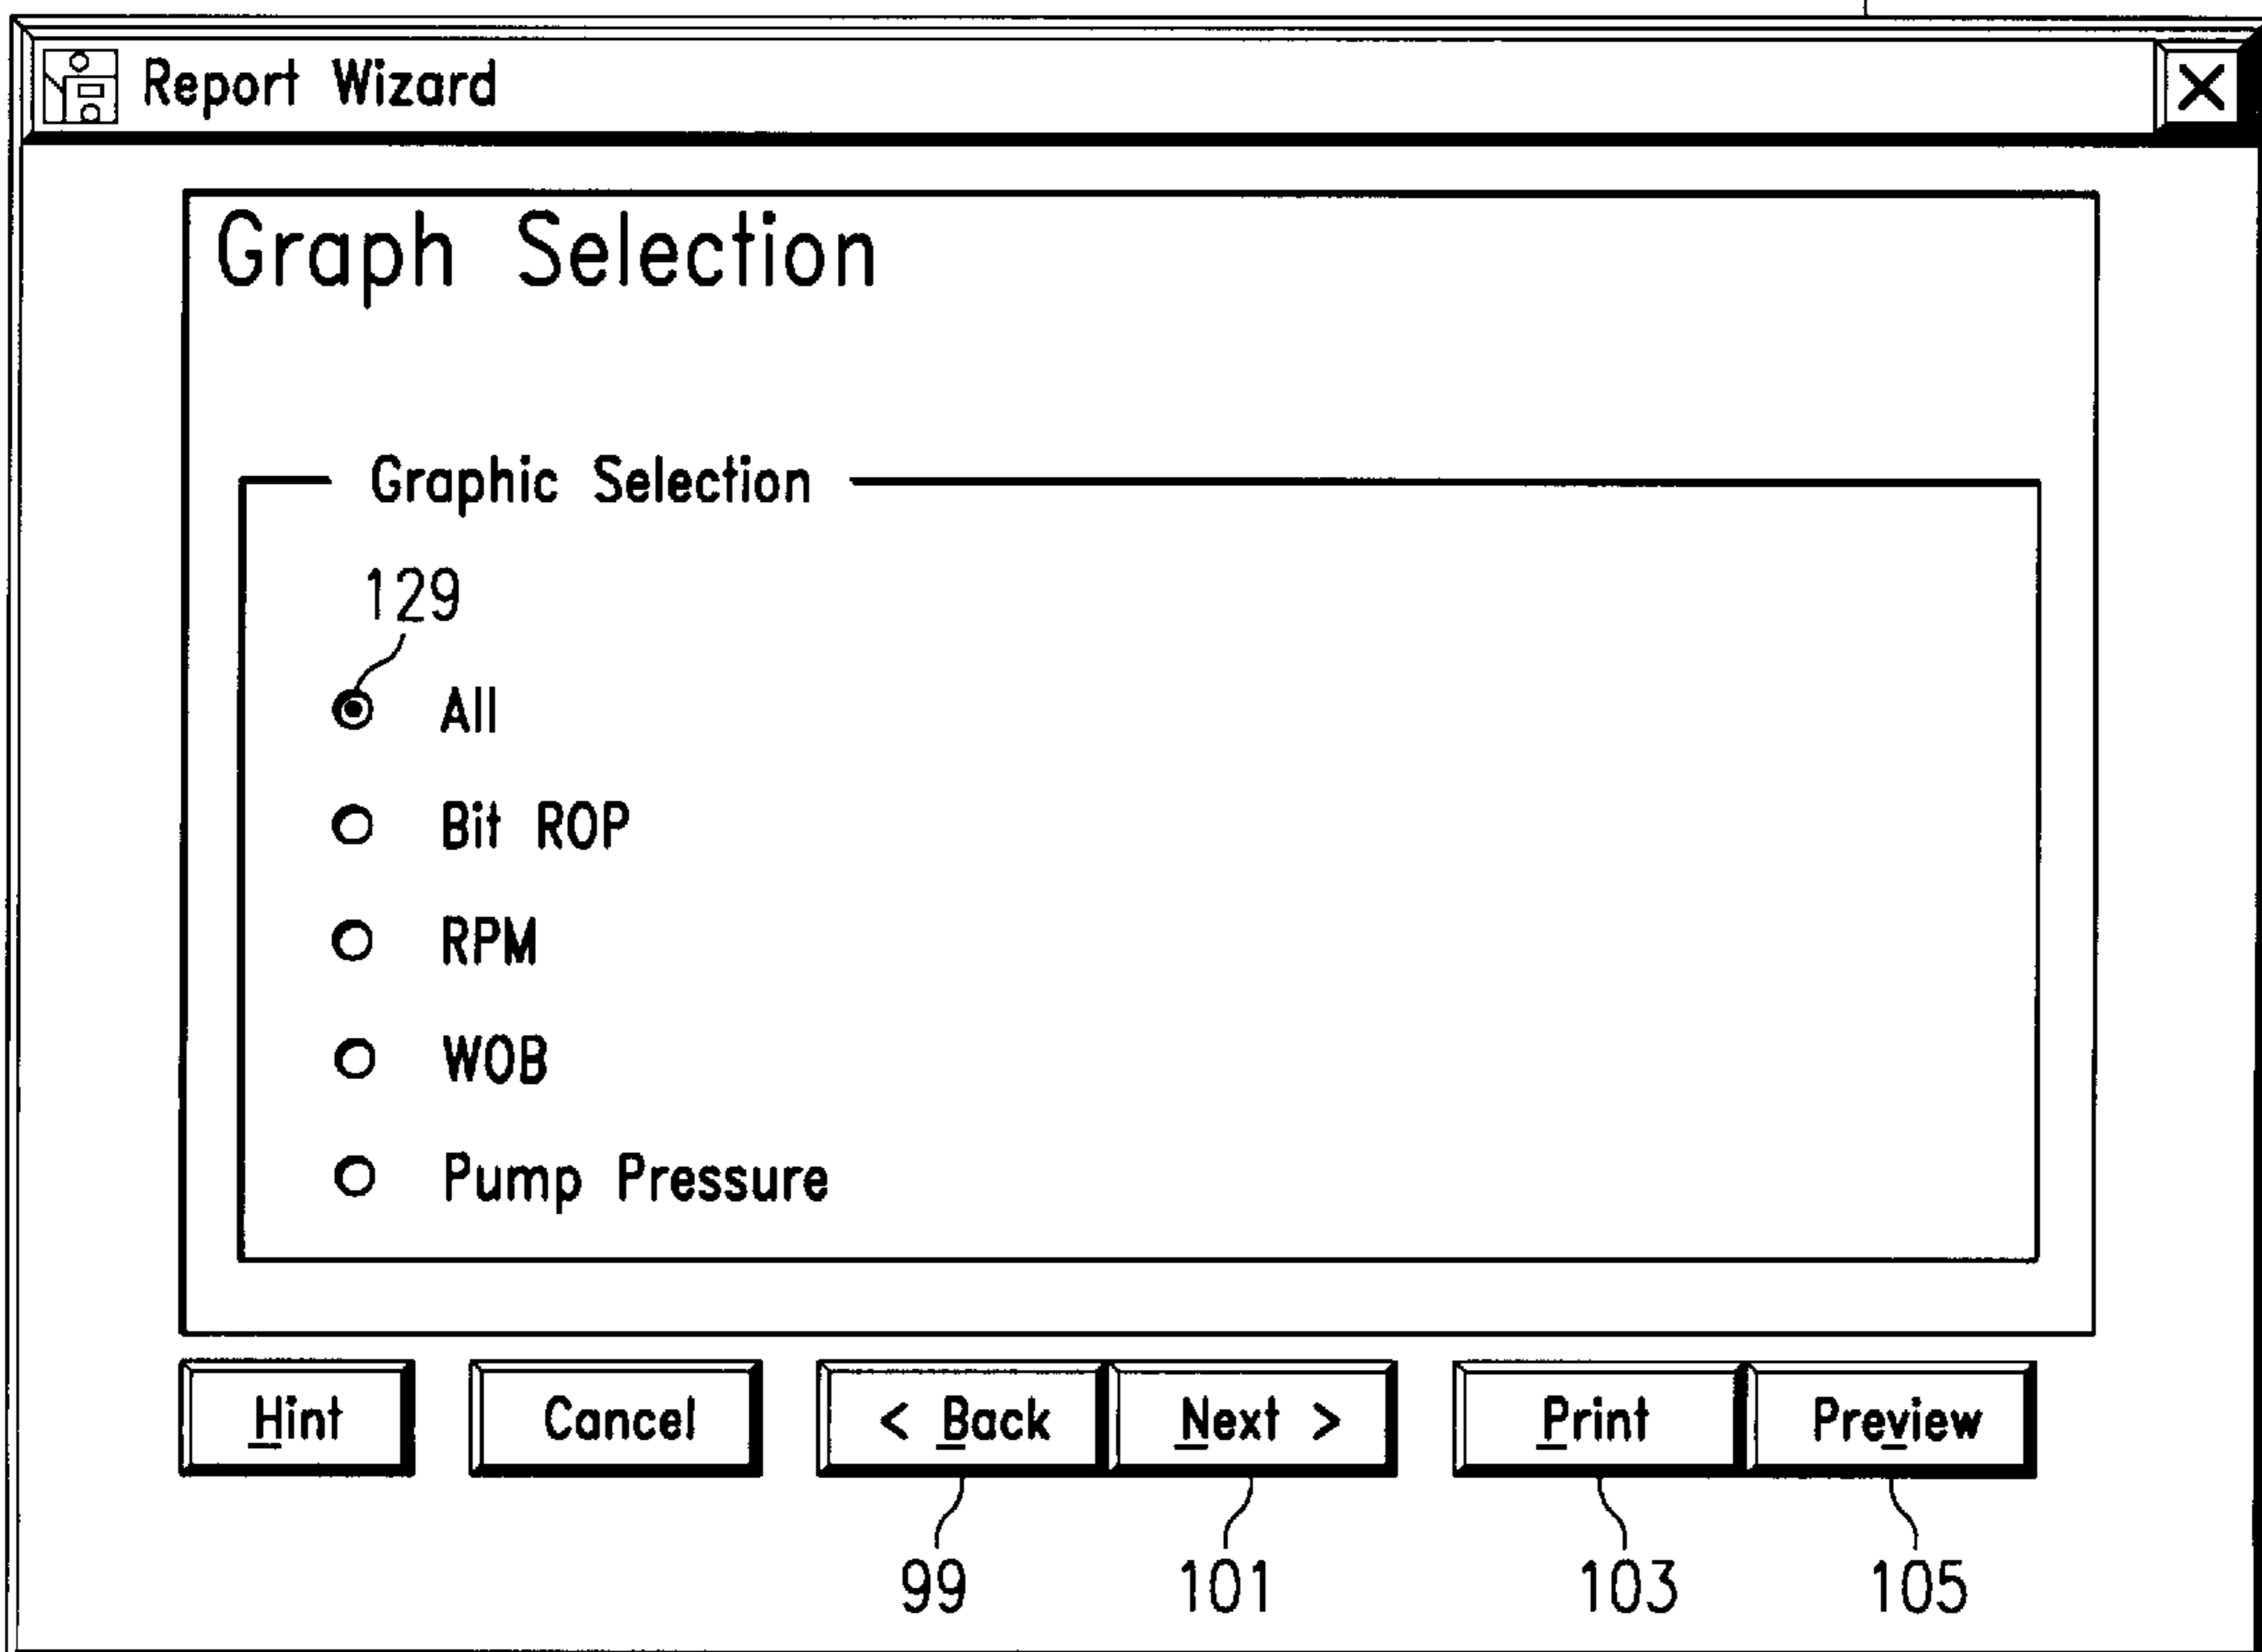 Report Wizard
Graph Selection
Graphic Selection
129
All
Bit ROP
RPM
WOB
Pump Pressure
Hint Cancel < Back Next > Print Preview
99 101 103 105